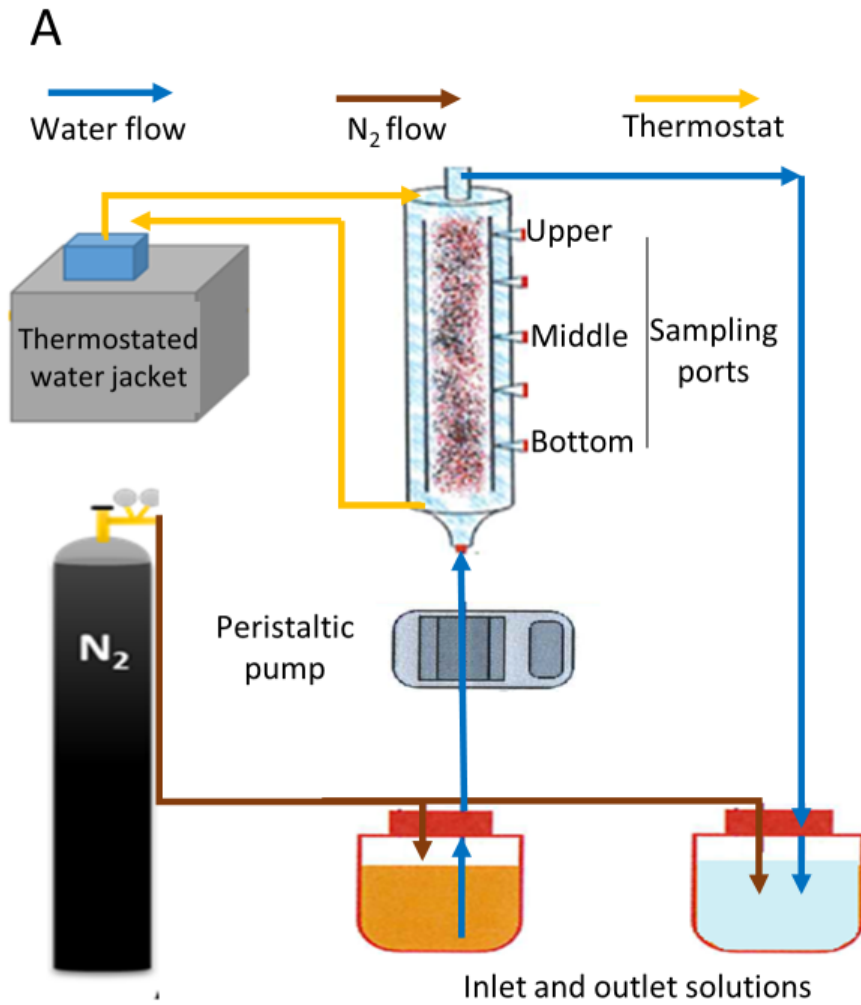 A
Water flow
N₂ flow
Thermostat
Upper
Thermostated
water jacket
Middle
Sampling
ports
Bottom
N₂
Peristaltic
pump
Inlet and outlet solutions